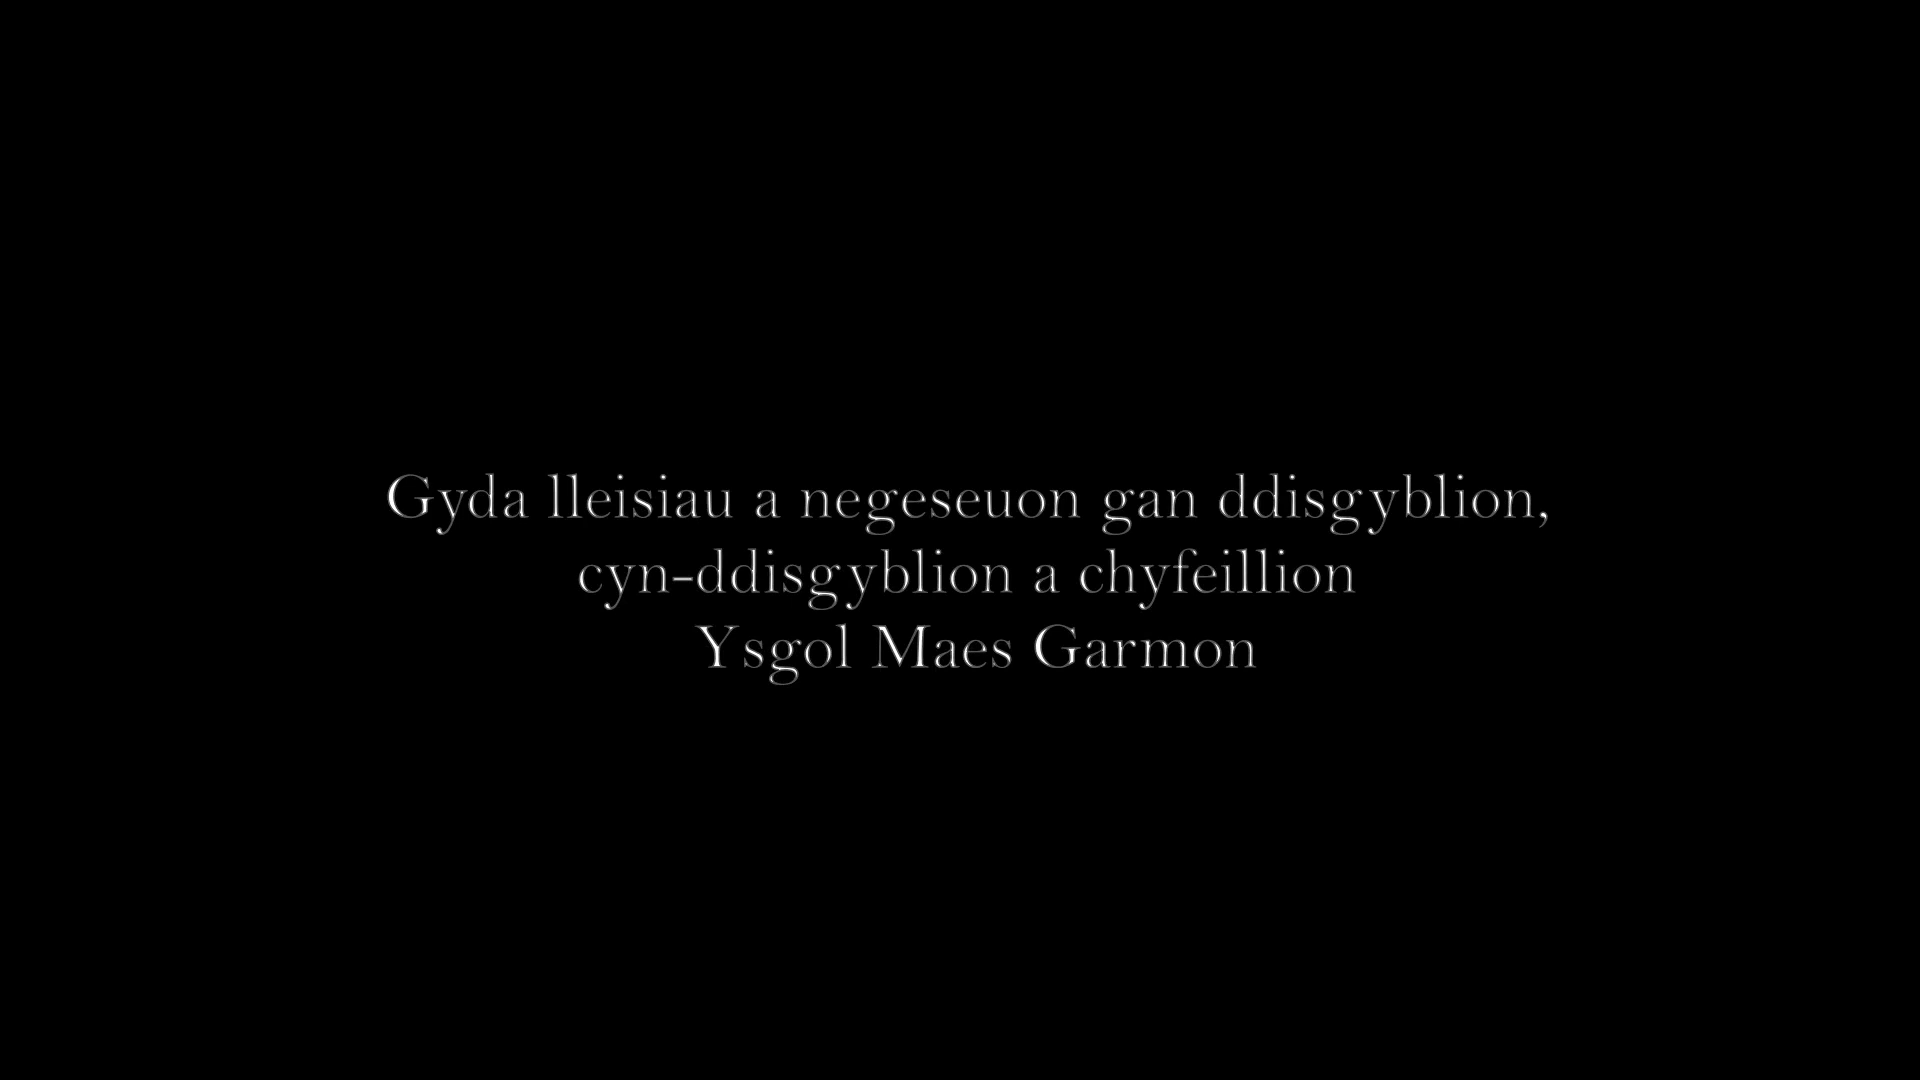 Gyda lleisiau a negeseuon gan ddisgyblion,
cyn-ddisgyblion a chyfeillion
Ysgol Maes Garmon